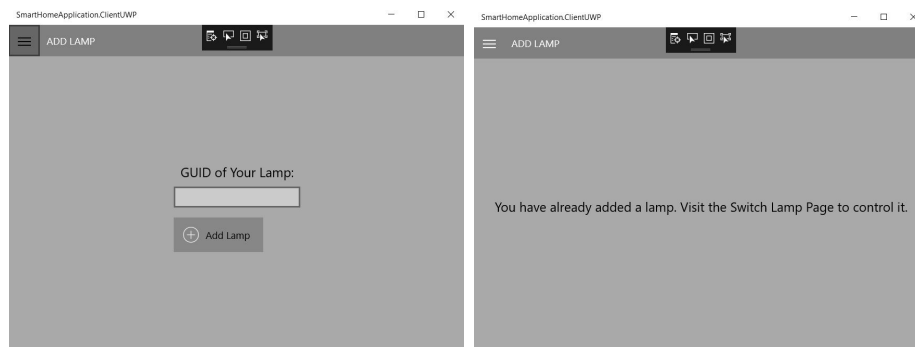 SmartHomeApplication.ClientUWP
ADD LAMP
GUID of Your Lamp:
Add Lamp
SmartHomeApplication.ClientUWP
ADD LAMP
You have already added a lamp. Visit the Switch Lamp Page to control it.